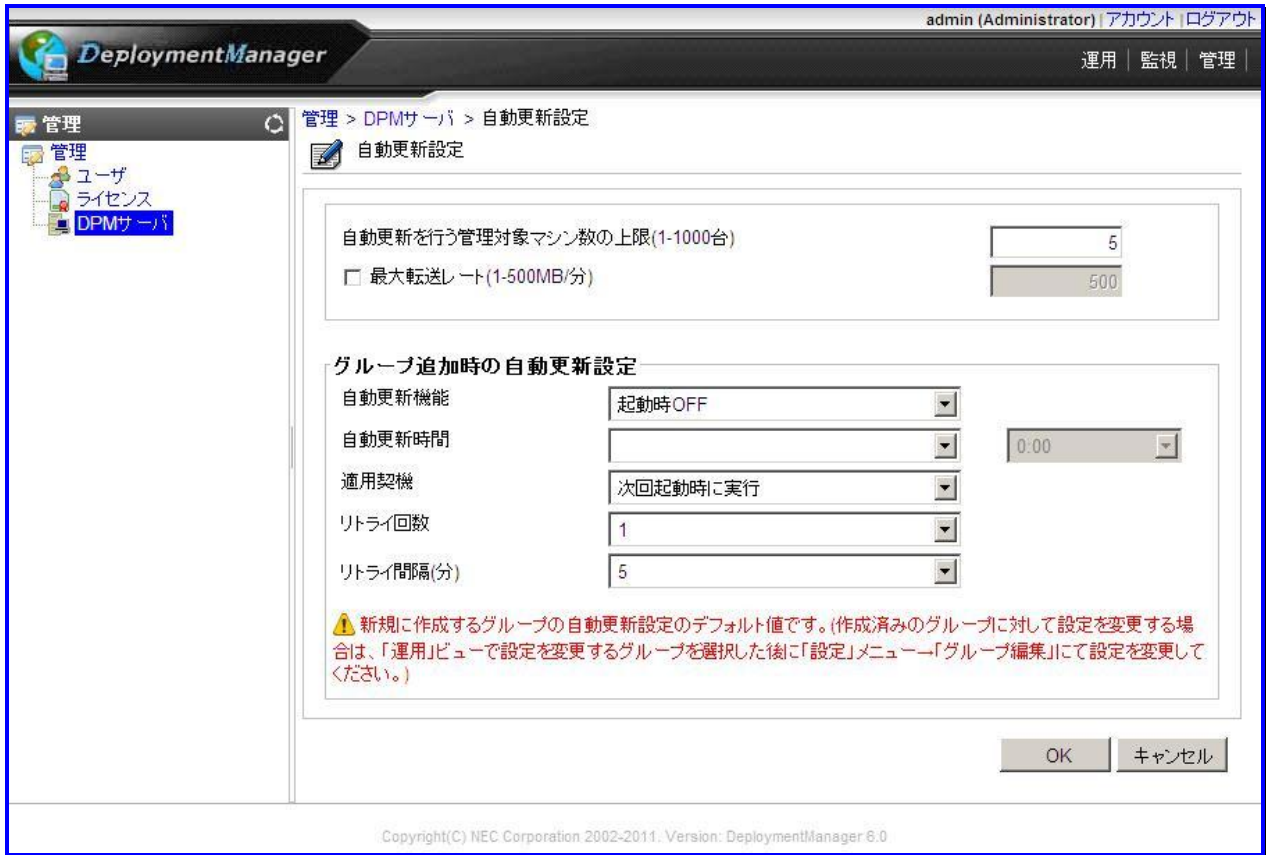 admin (Administrator) | アカウント | ログアウト
DeploymentManager
運用 | 監視 | 管理 |
管理
管理
ユーザ
ライセンス
DPMサーバ
管理 > DPMサーバ > 自動更新設定
自動更新設定
自動更新を行う管理対象マシン数の上限(1-1000台) 5
最大転送レート(1-500MB/分) 500
グループ追加時の自動更新設定
自動更新機能 起動時OFF
自動更新時間 0:00
適用契機 次回起動時に実行
リトライ回数 1
リトライ間隔(分) 5
新規に作成するグループの自動更新設定のデフォルト値です。(作成済みのグループに対して設定を変更する場
合は、「運用」ビューで設定を変更するグループを選択した後に「設定」メニュー→「グループ編集」にて設定を変更して
ください。)
OK キャンセル
Copyright(C) NEC Corporation 2002-2011. Version: DeploymentManager 6.0